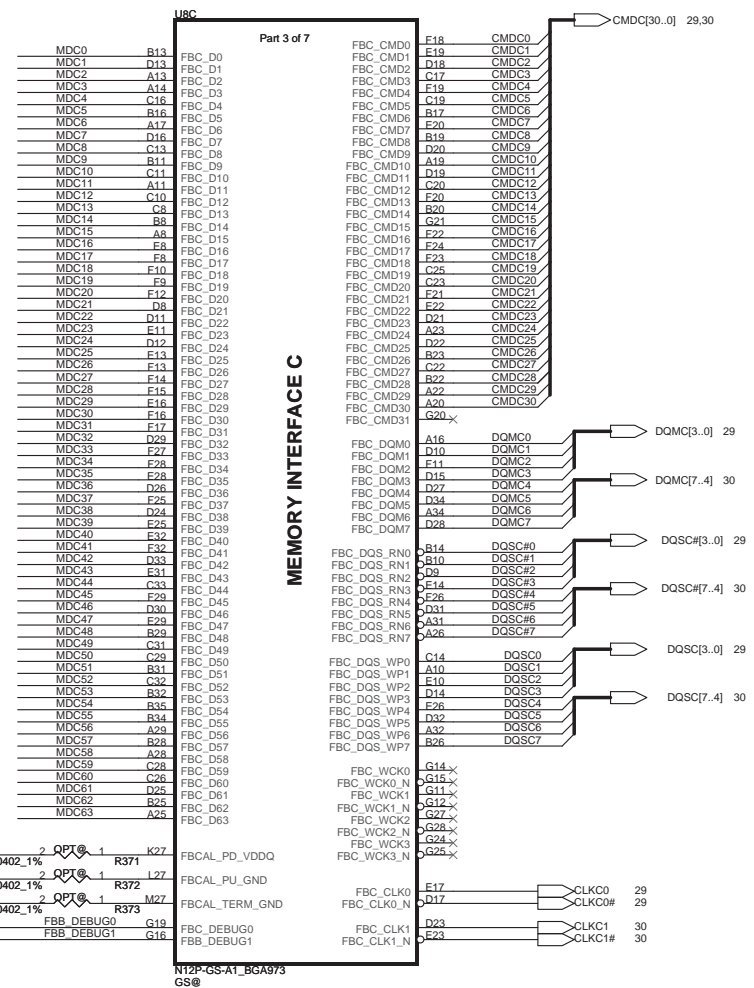 U8C
Part 3 of 7
MEMORY INTERFACE C
MDC0 B13 FBC_D0
MDC1 D13 FBC_D1
MDC2 A13 FBC_D2
MDC3 A14 FBC_D3
MDC4 C16 FBC_D4
MDC5 B16 FBC_D5
MDC6 A17 FBC_D6
MDC7 D16 FBC_D7
MDC8 C13 FBC_D8
MDC9 B11 FBC_D9
MDC10 C11 FBC_D10
MDC11 A11 FBC_D11
MDC12 C10 FBC_D12
MDC13 C8 FBC_D13
MDC14 B8 FBC_D14
MDC15 A8 FBC_D15
MDC16 E8 FBC_D16
MDC17 F8 FBC_D17
MDC18 F10 FBC_D18
MDC19 F9 FBC_D19
MDC20 F12 FBC_D20
MDC21 D8 FBC_D21
MDC22 D11 FBC_D22
MDC23 E11 FBC_D23
MDC24 D12 FBC_D24
MDC25 E13 FBC_D25
MDC26 F13 FBC_D26
MDC27 F14 FBC_D27
MDC28 F15 FBC_D28
MDC29 E16 FBC_D29
MDC30 F16 FBC_D30
MDC31 F17 FBC_D31
MDC32 D29 FBC_D32
MDC33 F27 FBC_D33
MDC34 F28 FBC_D34
MDC35 E28 FBC_D35
MDC36 D26 FBC_D36
MDC37 F25 FBC_D37
MDC38 D24 FBC_D38
MDC39 E25 FBC_D39
MDC40 E32 FBC_D40
MDC41 F32 FBC_D41
MDC42 D33 FBC_D42
MDC43 E31 FBC_D43
MDC44 C33 FBC_D44
MDC45 F29 FBC_D45
MDC46 D30 FBC_D46
MDC47 E29 FBC_D47
MDC48 B29 FBC_D48
MDC49 C31 FBC_D49
MDC50 C29 FBC_D50
MDC51 B31 FBC_D51
MDC52 C32 FBC_D52
MDC53 B32 FBC_D53
MDC54 B35 FBC_D54
MDC55 B34 FBC_D55
MDC56 A29 FBC_D56
MDC57 B28 FBC_D57
MDC58 A28 FBC_D58
MDC59 C28 FBC_D59
MDC60 C26 FBC_D60
MDC61 D25 FBC_D61
MDC62 B25 FBC_D62
MDC63 A25 FBC_D63
2 OPT@ 1 K27 FBCAL_PD_VDDQ
0402_1% R371
2 OPT@ 1 L27 FBCAL_PU_GND
0402_1% R372
2 OPT@ 1 M27 FBCAL_TERM_GND
0402_1% R373
FBB_DEBUG0 G19 FBC_DEBUG0
FBB_DEBUG1 G16 FBB_DEBUG1
FBC_CMD0 F18 CMDC0
FBC_CMD1 E19 CMDC1
FBC_CMD2 D18 CMDC2
FBC_CMD3 C17 CMDC3
FBC_CMD4 F19 CMDC4
FBC_CMD5 C19 CMDC5
FBC_CMD6 B17 CMDC6
FBC_CMD7 E20 CMDC7
FBC_CMD8 B19 CMDC8
FBC_CMD9 D20 CMDC9
FBC_CMD10 A19 CMDC10
FBC_CMD11 D19 CMDC11
FBC_CMD12 C20 CMDC12
FBC_CMD13 F20 CMDC13
FBC_CMD14 B20 CMDC14
FBC_CMD15 G21 CMDC15
FBC_CMD16 F22 CMDC16
FBC_CMD17 F24 CMDC17
FBC_CMD18 F23 CMDC18
FBC_CMD19 C25 CMDC19
FBC_CMD20 C23 CMDC20
FBC_CMD21 F21 CMDC21
FBC_CMD22 E22 CMDC22
FBC_CMD23 D21 CMDC23
FBC_CMD24 A23 CMDC24
FBC_CMD25 D22 CMDC25
FBC_CMD26 B23 CMDC26
FBC_CMD27 C22 CMDC27
FBC_CMD28 B22 CMDC28
FBC_CMD29 A22 CMDC29
FBC_CMD30 A20 CMDC30
FBC_CMD31 G20
CMDC[30..0] 29,30
FBC_DQM0 A16 DQMC0
FBC_DQM1 D10 DQMC1
FBC_DQM2 F11 DQMC2
FBC_DQM3 D15 DQMC3
FBC_DQM4 D27 DQMC4
FBC_DQM5 D34 DQMC5
FBC_DQM6 A34 DQMC6
FBC_DQM7 D28 DQMC7
DQMC[3..0] 29
DQMC[7..4] 30
FBC_DQS_RN0 B14 DQSC#0
FBC_DQS_RN1 B10 DQSC#1
FBC_DQS_RN2 D9 DQSC#2
FBC_DQS_RN3 E14 DQSC#3
FBC_DQS_RN4 F26 DQSC#4
FBC_DQS_RN5 D31 DQSC#5
FBC_DQS_RN6 A31 DQSC#6
FBC_DQS_RN7 A26 DQSC#7
DQSC#[3..0] 29
DQSC#[7..4] 30
FBC_DQS_WP0 C14 DQSC0
FBC_DQS_WP1 A10 DQSC1
FBC_DQS_WP2 E10 DQSC2
FBC_DQS_WP3 D14 DQSC3
FBC_DQS_WP4 E26 DQSC4
FBC_DQS_WP5 D32 DQSC5
FBC_DQS_WP6 A32 DQSC6
FBC_DQS_WP7 B26 DQSC7
DQSC[3..0] 29
DQSC[7..4] 30
FBC_WCK0 G14
FBC_WCK0_N G15
FBC_WCK1 G11
FBC_WCK1_N G12
FBC_WCK2 G27
FBC_WCK2_N G28
FBC_WCK3 G24
FBC_WCK3_N G25
FBC_CLK0 E17 CLKC0 29
FBC_CLK0_N D17 CLKC0# 29
FBC_CLK1 D23 CLKC1 30
FBC_CLK1_N E23 CLKC1# 30
N12P-GS-A1_BGA973
GS@